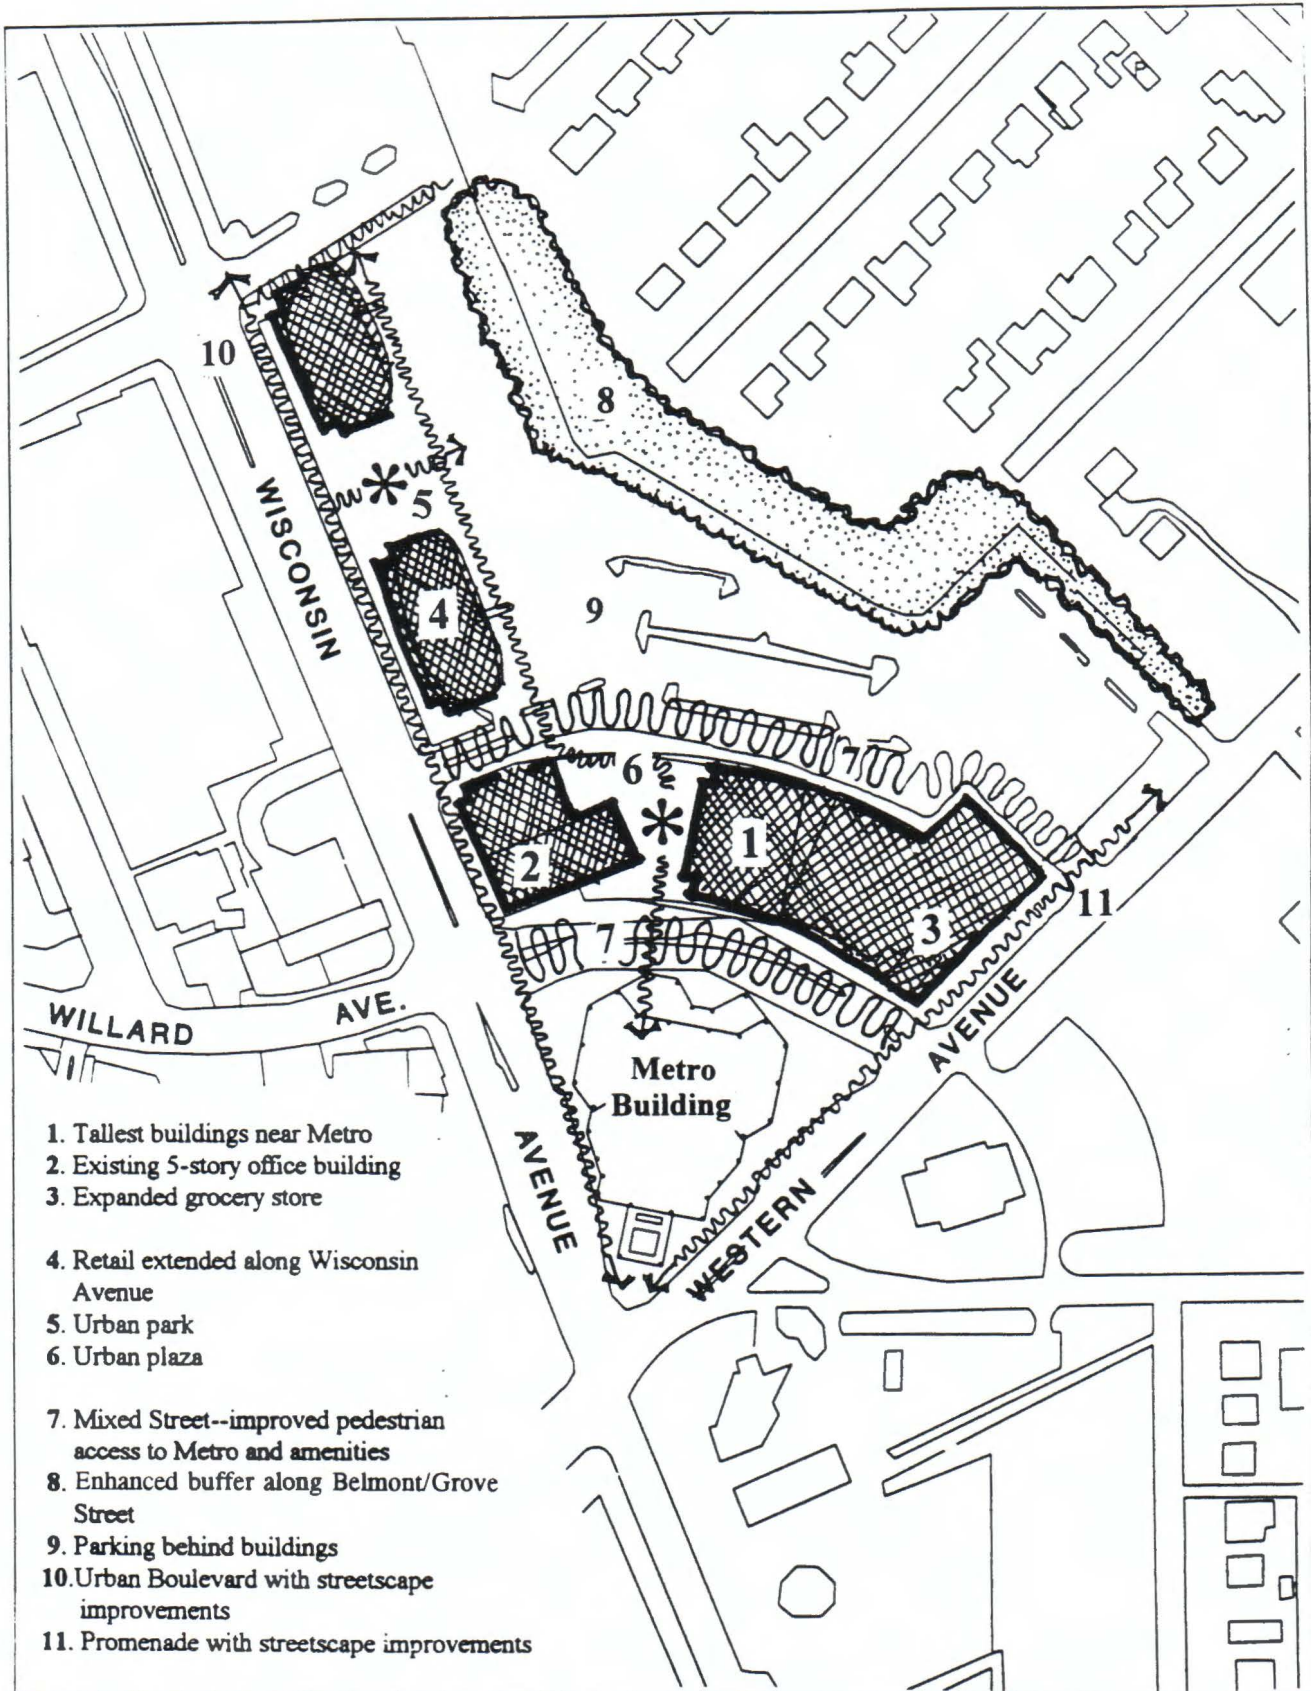 10
8
WISCONSIN
5
4
9
7
6
1
2
3
11
7
WILLARD
AVE.
AVENUE
Metro
Building
AVENUE
WESTERN
1. Tallest buildings near Metro
2. Existing 5-story office building
3. Expanded grocery store
4. Retail extended along Wisconsin
Avenue
5. Urban park
6. Urban plaza
7. Mixed Street--improved pedestrian
access to Metro and amenities
8. Enhanced buffer along Belmont/Grove
Street
9. Parking behind buildings
10.Urban Boulevard with streetscape
improvements
11. Promenade with streetscape improvements